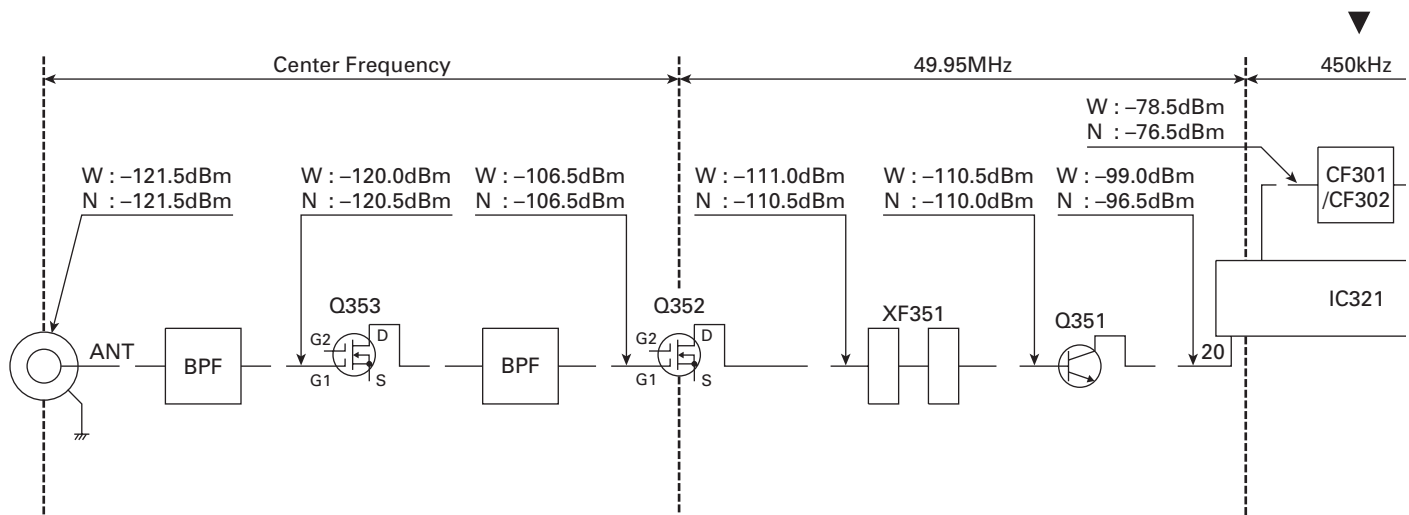 ▼
Center Frequency
49.95MHz
450kHz
W : –78.5dBm
N : –76.5dBm
W : –121.5dBm
N : –121.5dBm
W : –120.0dBm
N : –120.5dBm
W : –106.5dBm
N : –106.5dBm
W : –111.0dBm
N : –110.5dBm
W : –110.5dBm
N : –110.0dBm
W : –99.0dBm
N : –96.5dBm
CF301
/CF302
Q353
Q352
XF351
Q351
IC321
ANT
BPF
G2
G1
D
S
BPF
G2
G1
D
S
20